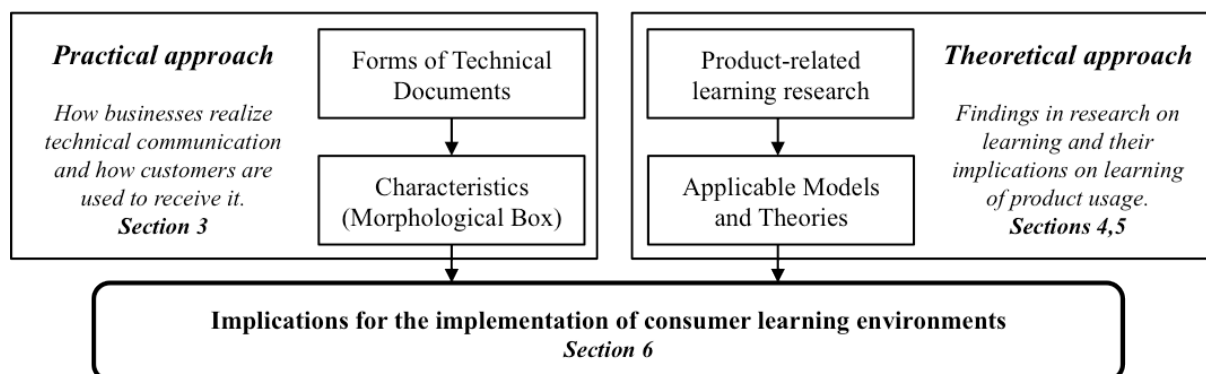 Practical approach
How businesses realize
technical communication
and how customers are
used to receive it.
Section 3
Forms of Technical
Documents
Characteristics
(Morphological Box)
Product-related
learning research
Applicable Models
and Theories
Theoretical approach
Findings in research on
learning and their
implications on learning
of product usage.
Sections 4,5
Implications for the implementation of consumer learning environments
Section 6